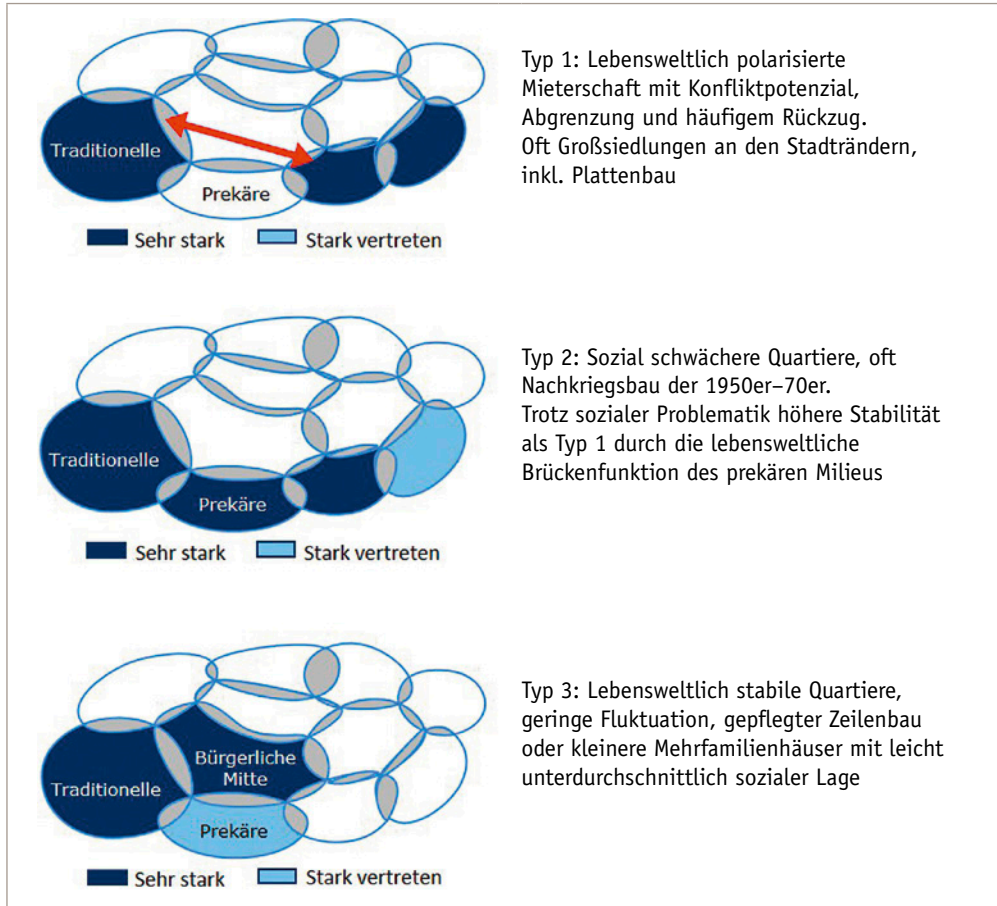 Traditionelle
Prekäre
Sehr stark
Stark vertreten
Typ 1: Lebensweltlich polarisierte
Mieterschaft mit Konfliktpotenzial,
Abgrenzung und häufigem Rückzug.
Oft Großsiedlungen an den Stadträndern,
inkl. Plattenbau
Traditionelle
Prekäre
Sehr stark
Stark vertreten
Typ 2: Sozial schwächere Quartiere, oft
Nachkriegsbau der 1950er–70er.
Trotz sozialer Problematik höhere Stabilität
als Typ 1 durch die lebensweltliche
Brückenfunktion des prekären Milieus
Bürgerliche
Mitte
Traditionelle
Prekäre
Sehr stark
Stark vertreten
Typ 3: Lebensweltlich stabile Quartiere,
geringe Fluktuation, gepflegter Zeilenbau
oder kleinere Mehrfamilienhäuser mit leicht
unterdurchschnittlich sozialer Lage